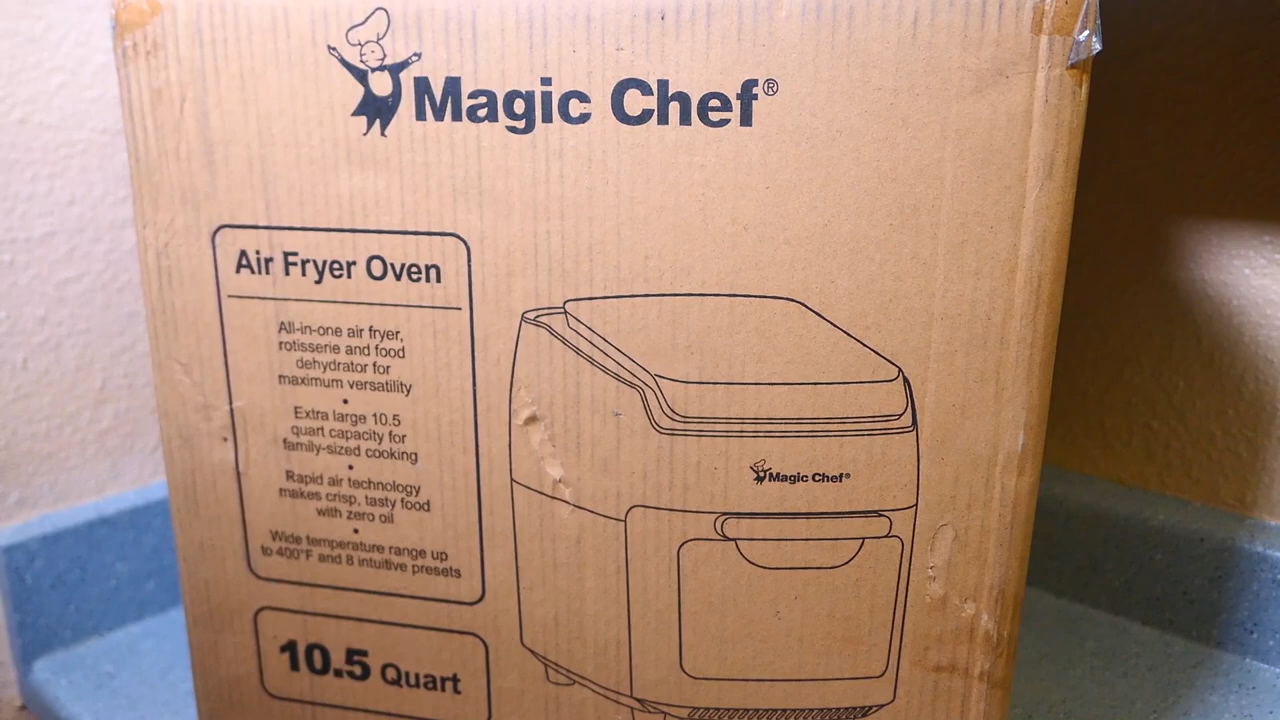 Magic Chef®
Air Fryer Oven
All-in-one air fryer,
rotisserie and food
dehydrator for
maximum versatility
•
Extra large 10.5
quart capacity for
family-sized cooking
•
Rapid air technology
makes crisp, tasty food
with zero oil
•
Wide temperature range up
to 400°F and 8 intuitive presets
Magic Chef®
10.5 Quart